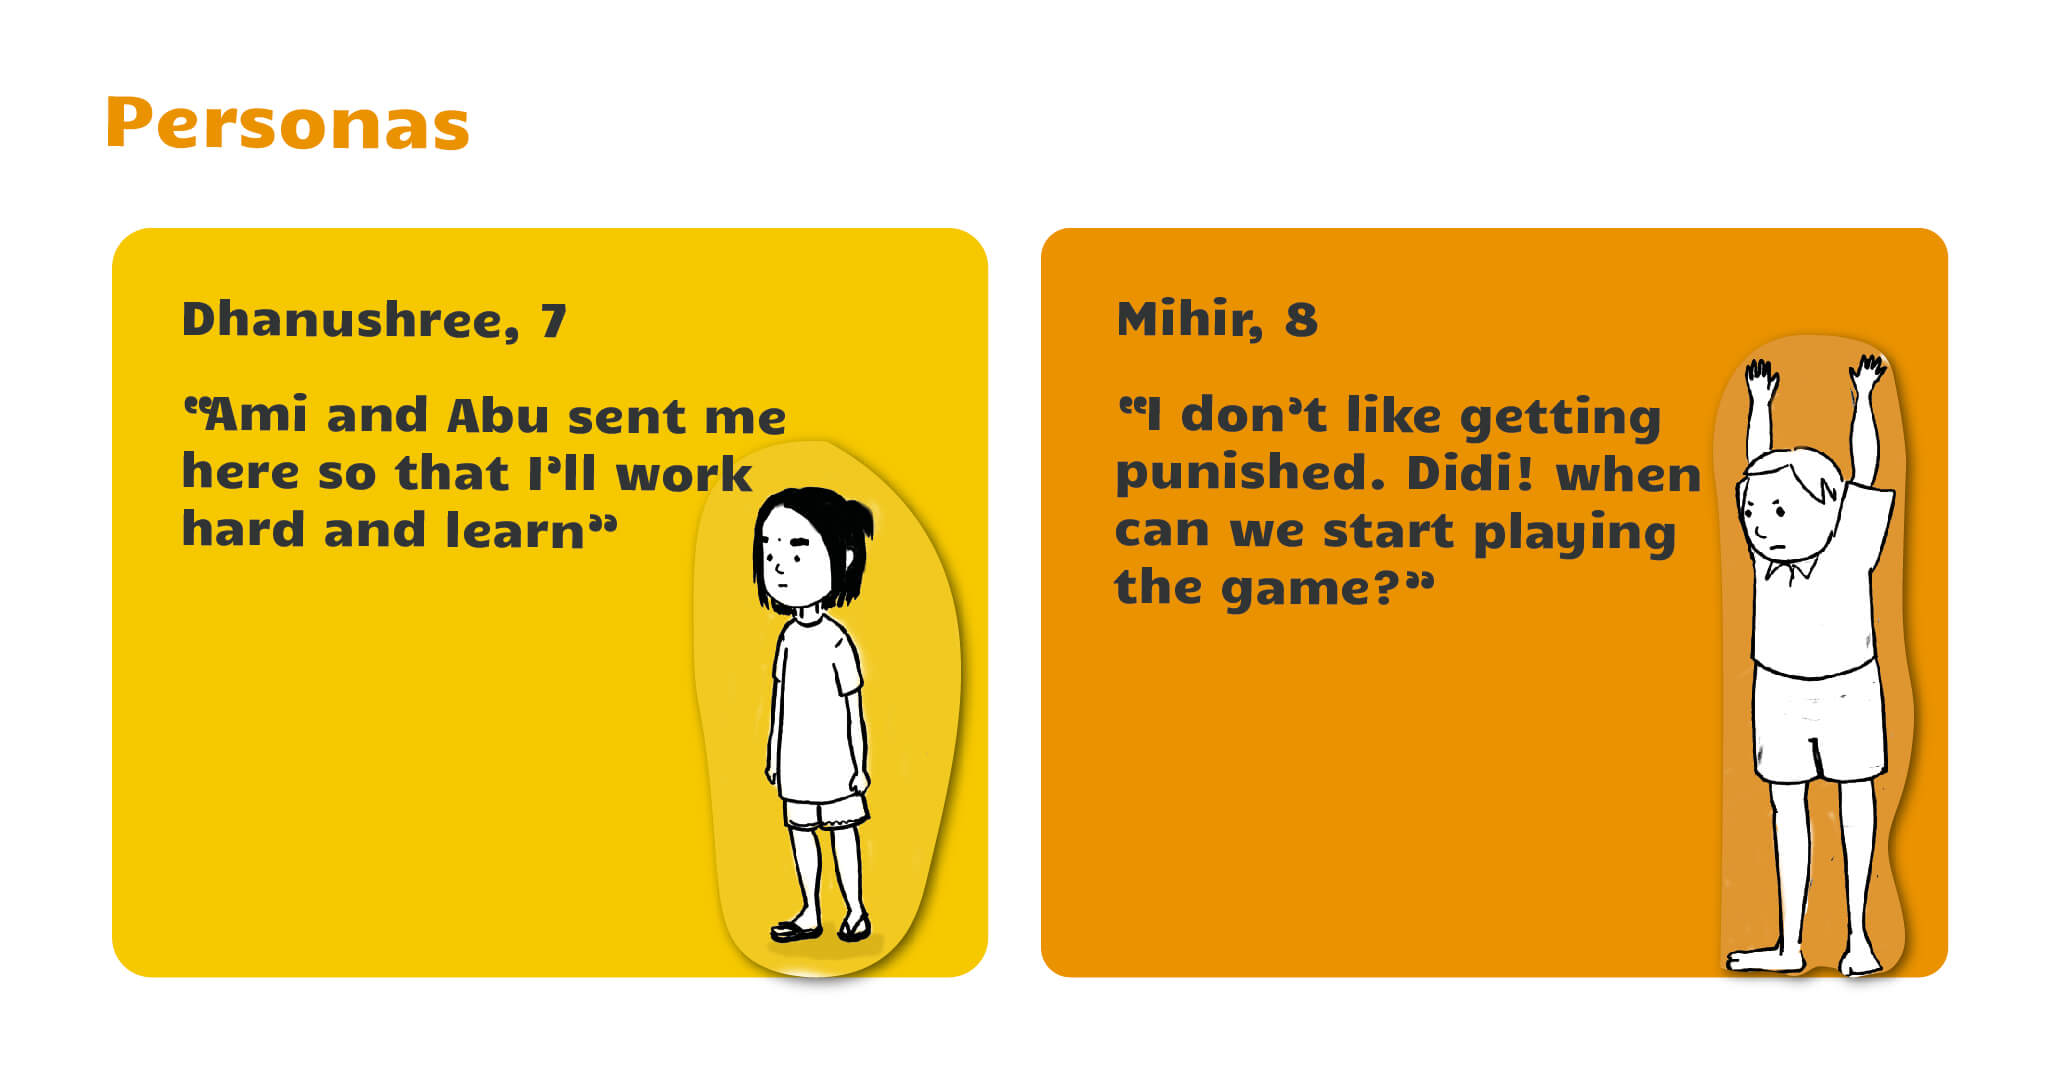 Personas
Dhanushree, 7
“Ami and Abu sent me
here so that I’ll work
hard and learn”
Mihir, 8
“I don’t like getting
punished. Didi! when
can we start playing
the game?”